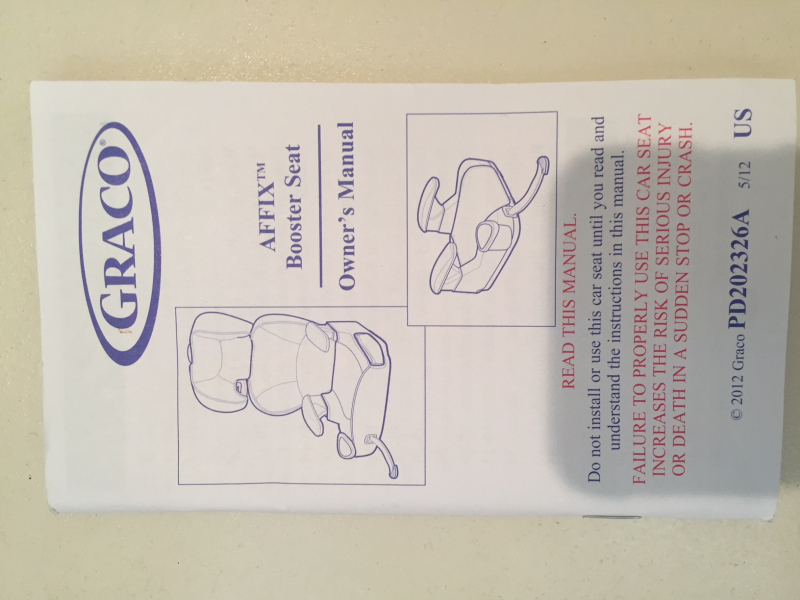 GRACO®
AFFIX™
Booster Seat
Owner's Manual
READ THIS MANUAL.
Do not install or use this car seat until you read and
understand the instructions in this manual.
FAILURE TO PROPERLY USE THIS CAR SEAT
INCREASES THE RISK OF SERIOUS INJURY
OR DEATH IN A SUDDEN STOP OR CRASH.
© 2012 Graco PD202326A 5/12 US